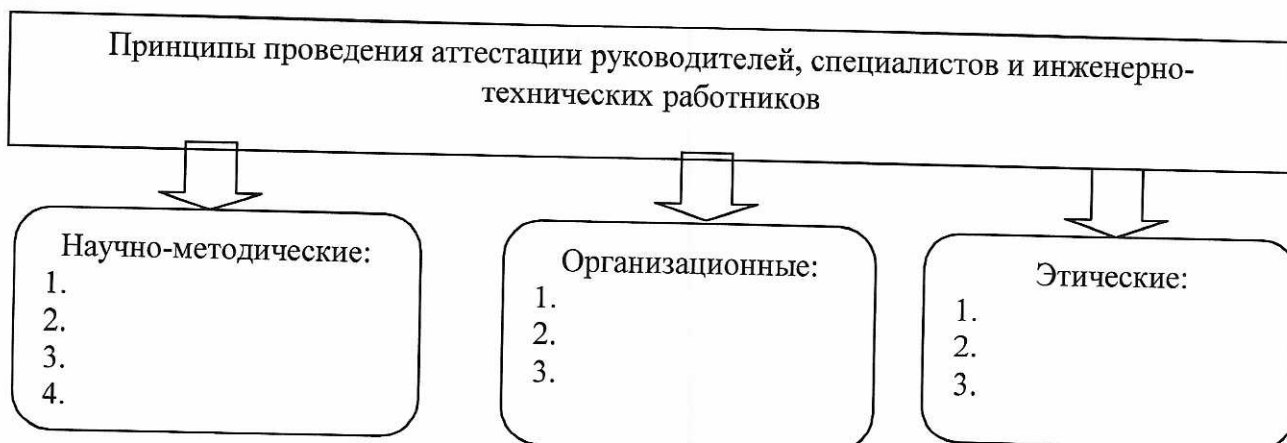 Принципы проведения аттестации руководителей, специалистов и инженерно-
технических работников
Научно-методические:
1.
2.
3.
4.
Организационные:
1.
2.
3.
Этические:
1.
2.
3.